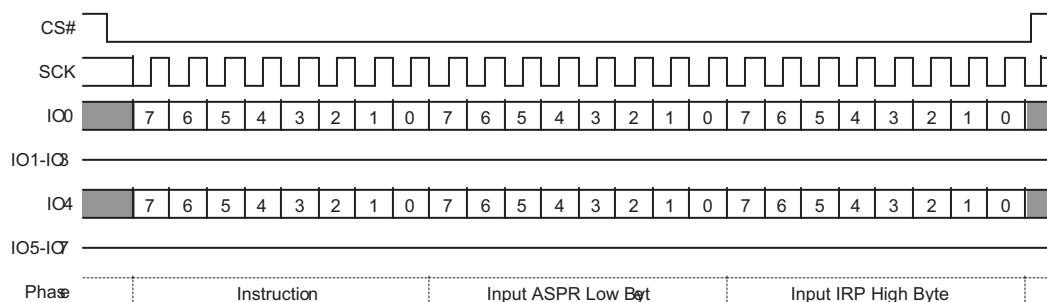 CS#
SCK
IO0 7 6 5 4 3 2 1 0 7 6 5 4 3 2 1 0 7 6 5 4 3 2 1 0
IO1-IO3
IO4 7 6 5 4 3 2 1 0 7 6 5 4 3 2 1 0 7 6 5 4 3 2 1 0
IO5-IO7
Phase Instruction Input ASPR Low Byet Input IRP High Byte